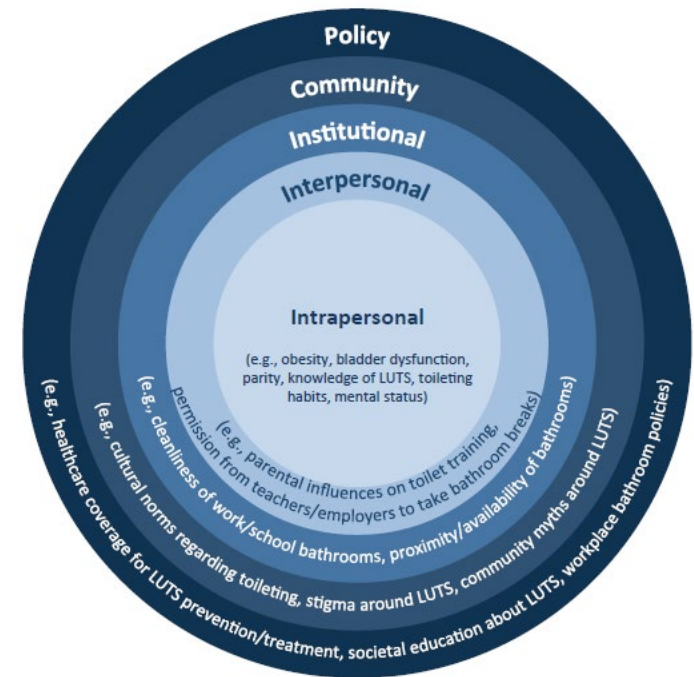 Policy
Community
Institutional
Interpersonal
Intrapersonal
(e.g., obesity, bladder dysfunction,
parity, knowledge of LUTS, toileting
habits, mental status)
(e.g., parental influences on toilet training,
permission from teachers/employers to take bathroom breaks)
(e.g., cleanliness of work/school bathrooms, proximity/availability of bathrooms)
(e.g., cultural norms regarding toileting, stigma around LUTS, community myths around LUTS)
(e.g., healthcare coverage for LUTS prevention/treatment, societal education about LUTS, workplace bathroom policies)